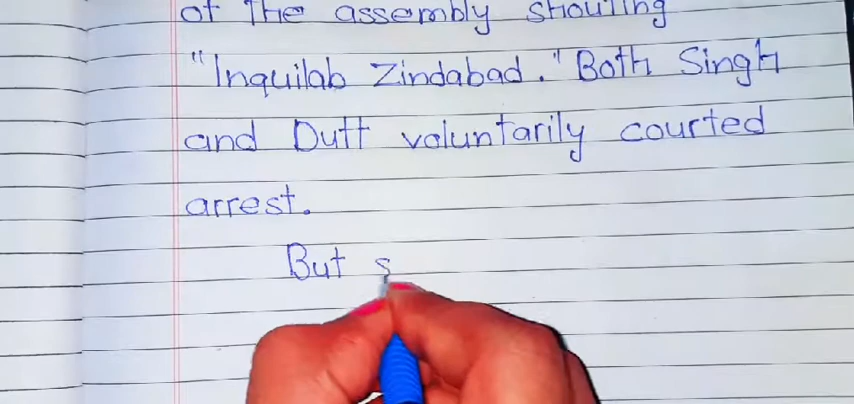 of the assembly shouting
"Inquilab Zindabad." Both Singh
and Dutt voluntarily courted
arrest.
But s